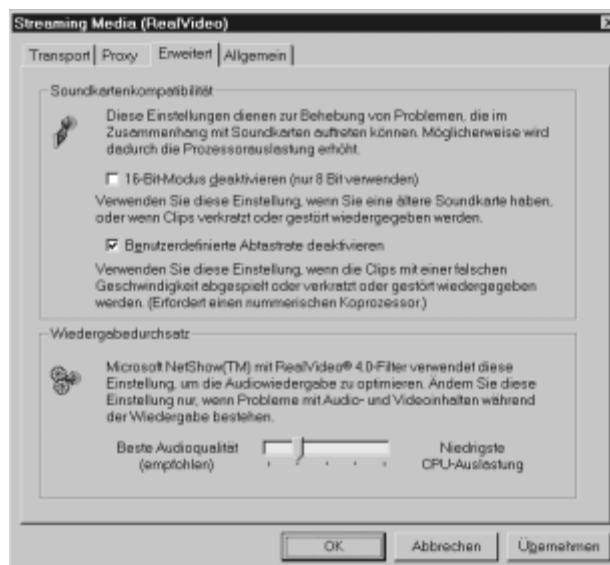 Streaming Media (RealVideo)
Transport Proxy Erweitert Allgemein
Soundkartenkompatibilität
Diese Einstellungen dienen zur Behebung von Problemen, die im
Zusammenhang mit Soundkarten auftreten können. Möglicherweise wird
dadurch die Prozessorauslastung erhöht.
16-Bit-Modus deaktivieren (nur 8 Bit verwenden)
Verwenden Sie diese Einstellung, wenn Sie eine ältere Soundkarte haben,
oder wenn Clips verkratzt oder gestört wiedergegeben werden.
Benutzerdefinierte Abtastrate deaktivieren
Verwenden Sie diese Einstellung, wenn die Clips mit einer falschen
Geschwindigkeit abgespielt oder verkratzt oder gestört wiedergegeben
werden. (Erfordert einen nummerischen Koprozessor.)
Wiedergabedurchsatz
Microsoft NetShow(TM) mit RealVideo® 4.0-Filter verwendet diese
Einstellung, um die Audiowiedergabe zu optimieren. Ändern Sie diese
Einstellung nur, wenn Probleme mit Audio- und Videoinhalten während
der Wiedergabe bestehen.
Beste Audioqualität Niedrigste
(empfohlen) CPU-Auslastung
OK Abbrechen Übernehmen